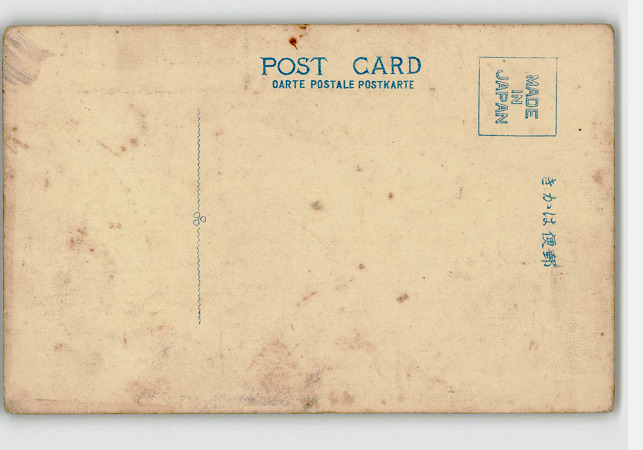 POST CARD
CARTE POSTALE POSTKARTE
MADE
IN
JAPAN
郵便はかき